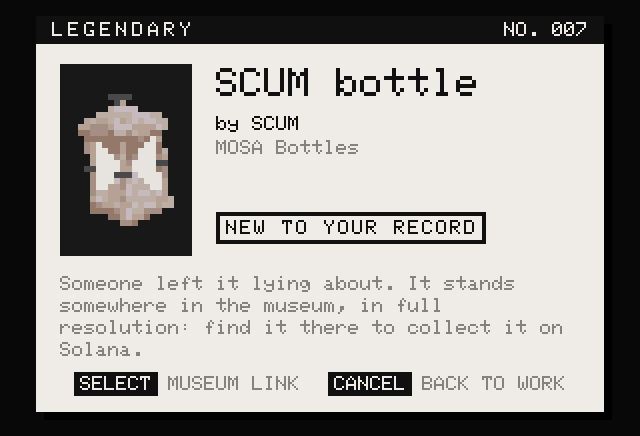 LEGENDARY
NO. 007
SCUM bottle
by SCUM
MOSA Bottles
NEW TO YOUR RECORD
Someone left it lying about. It stands
somewhere in the museum, in full
resolution: find it there to collect it on
Solana.
SELECT MUSEUM LINK CANCEL BACK TO WORK